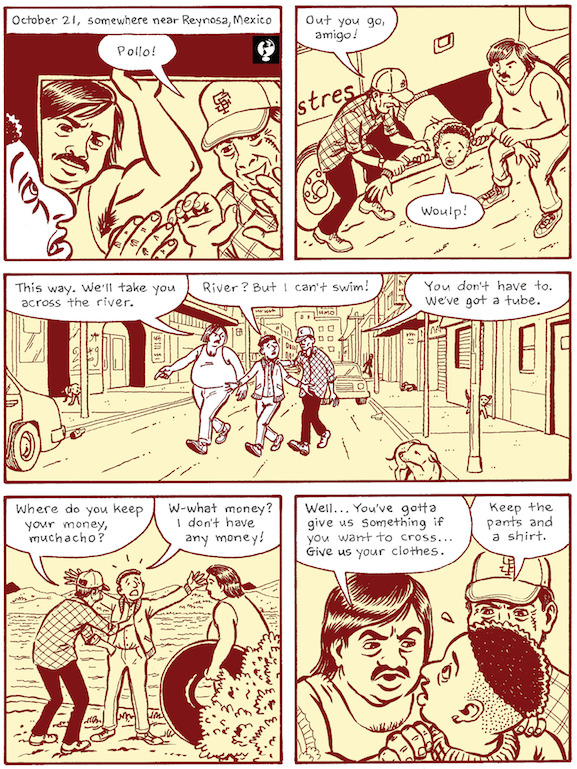 October 21, somewhere near Reynosa, Mexico
Pollo!
SF
Out you go,
amigo!
stres
Woulp!
This way. We'll take you
across the river.
River? But I can't swim!
You don't have to.
We've got a tube.
Where do you keep
your money,
muchacho?
W-what money?
I don't have
any money!
Well... You've gotta
give us something if
you want to cross...
Give us your clothes.
Keep the
pants and
a shirt.
SF